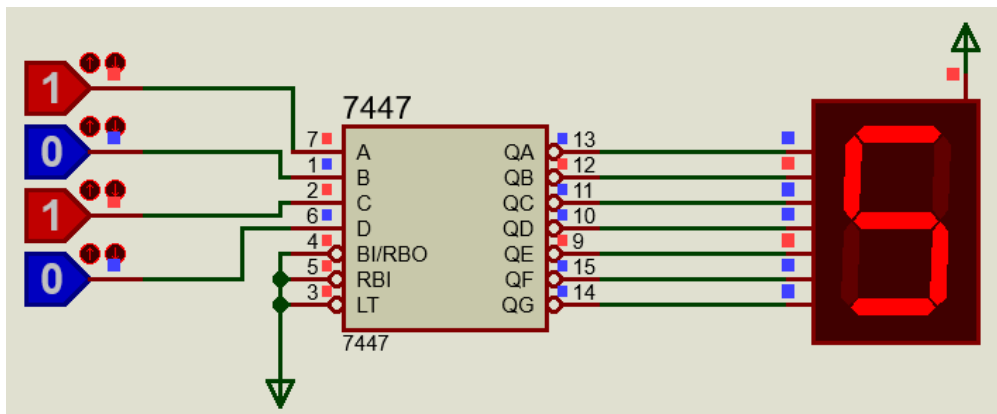 1
0
1
0
7447
7 A
1 B
2 C
6 D
4 BI/RBO
5 RBI
3 LT
QA 13
QB 12
QC 11
QD 10
QE 9
QF 15
QG 14
7447
5